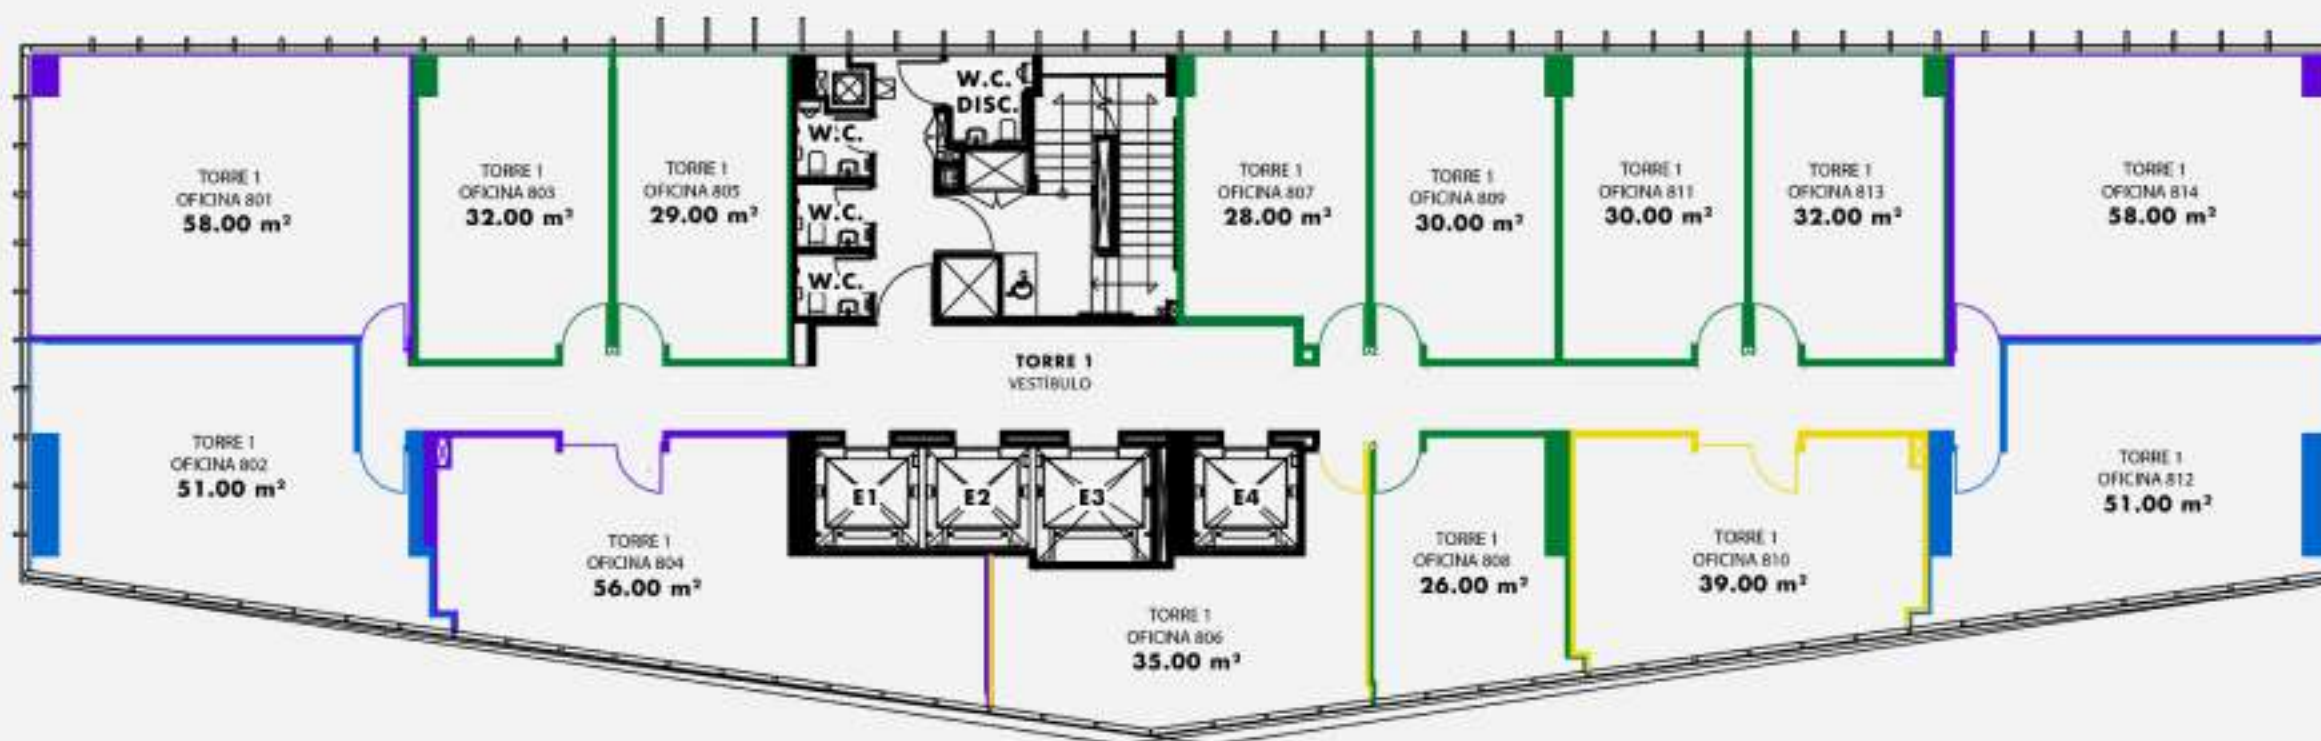 TORRE 1
OFICINA 801
58.00 m²
TORRE 1
OFICINA 803
32.00 m²
TORRE 1
OFICINA 805
29.00 m²
W.C.
DISC.
W.C.
W.C.
W.C.
TORRE 1
OFICINA 807
28.00 m²
TORRE 1
OFICINA 809
30.00 m²
TORRE 1
OFICINA 811
30.00 m²
TORRE 1
OFICINA 813
32.00 m²
TORRE 1
OFICINA 814
58.00 m²
TORRE 1
VESTÍBULO
TORRE 1
OFICINA 802
51.00 m²
TORRE 1
OFICINA 804
56.00 m²
E1
E2
E3
E4
TORRE 1
OFICINA 806
35.00 m²
TORRE 1
OFICINA 808
26.00 m²
TORRE 1
OFICINA 810
39.00 m²
TORRE 1
OFICINA 812
51.00 m²